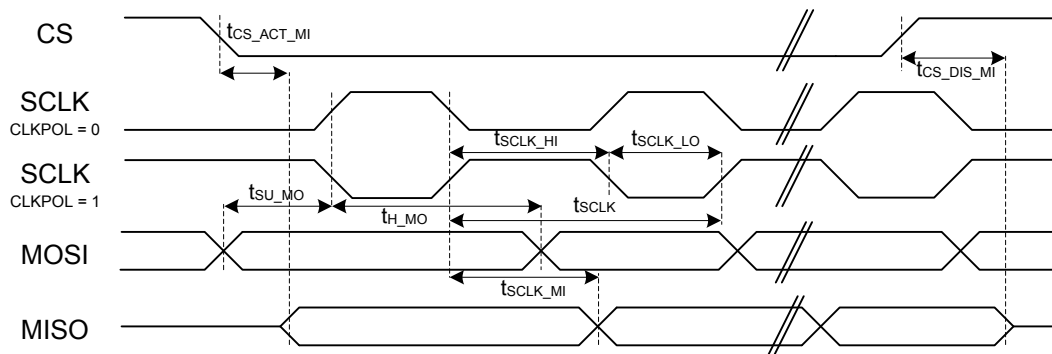 CS
tCS_ACT_MI
tCS_DIS_MI
SCLK
CLKPOL = 0
tSCLK_HI
tSCLK_LO
SCLK
CLKPOL = 1
tSU_MO
tH_MO
tSCLK
MOSI
tSCLK_MI
MISO